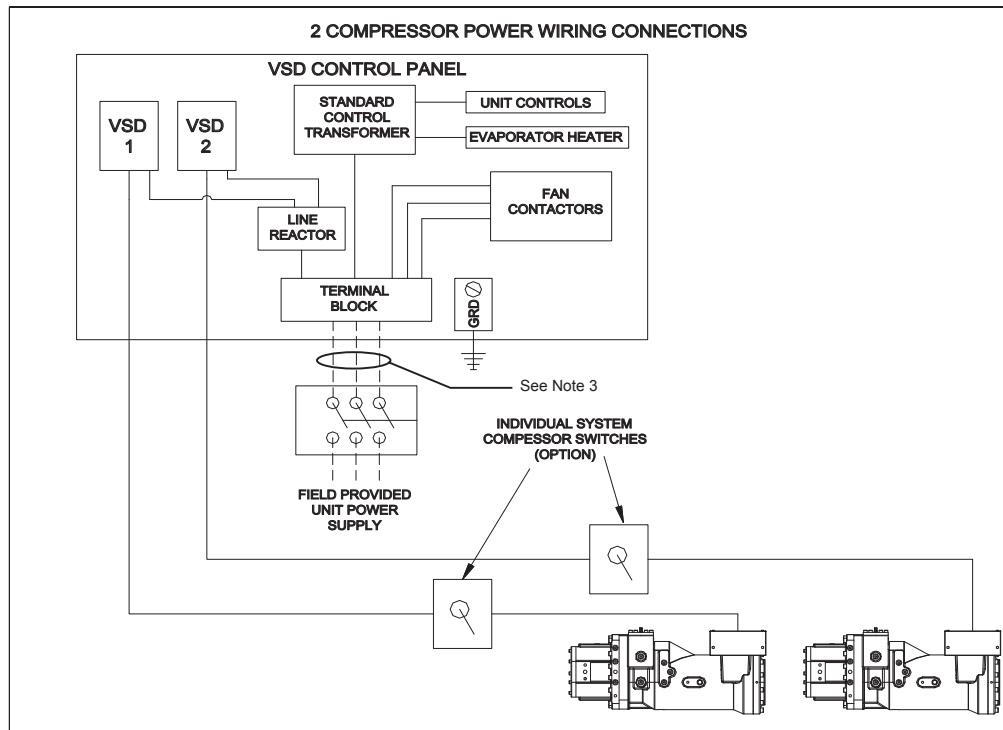 2 COMPRESSOR POWER WIRING CONNECTIONS
VSD CONTROL PANEL
VSD
1
VSD
2
STANDARD
CONTROL
TRANSFORMER
UNIT CONTROLS
EVAPORATOR HEATER
FAN
CONTACTORS
LINE
REACTOR
TERMINAL
BLOCK
GRD
See Note 3
INDIVIDUAL SYSTEM
COMPESSOR SWITCHES
(OPTION)
FIELD PROVIDED
UNIT POWER
SUPPLY